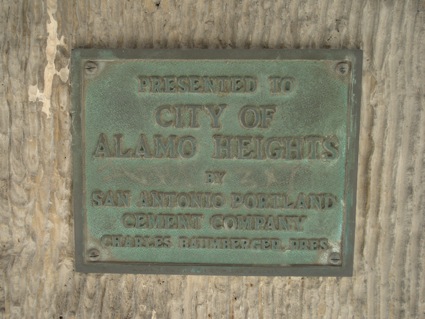 PRESENTED TO
CITY OF
ALAMO HEIGHTS
BY
SAN ANTONIO PORTLAND
CEMENT COMPANY
CHARLES BAUMBERGER, PRES.